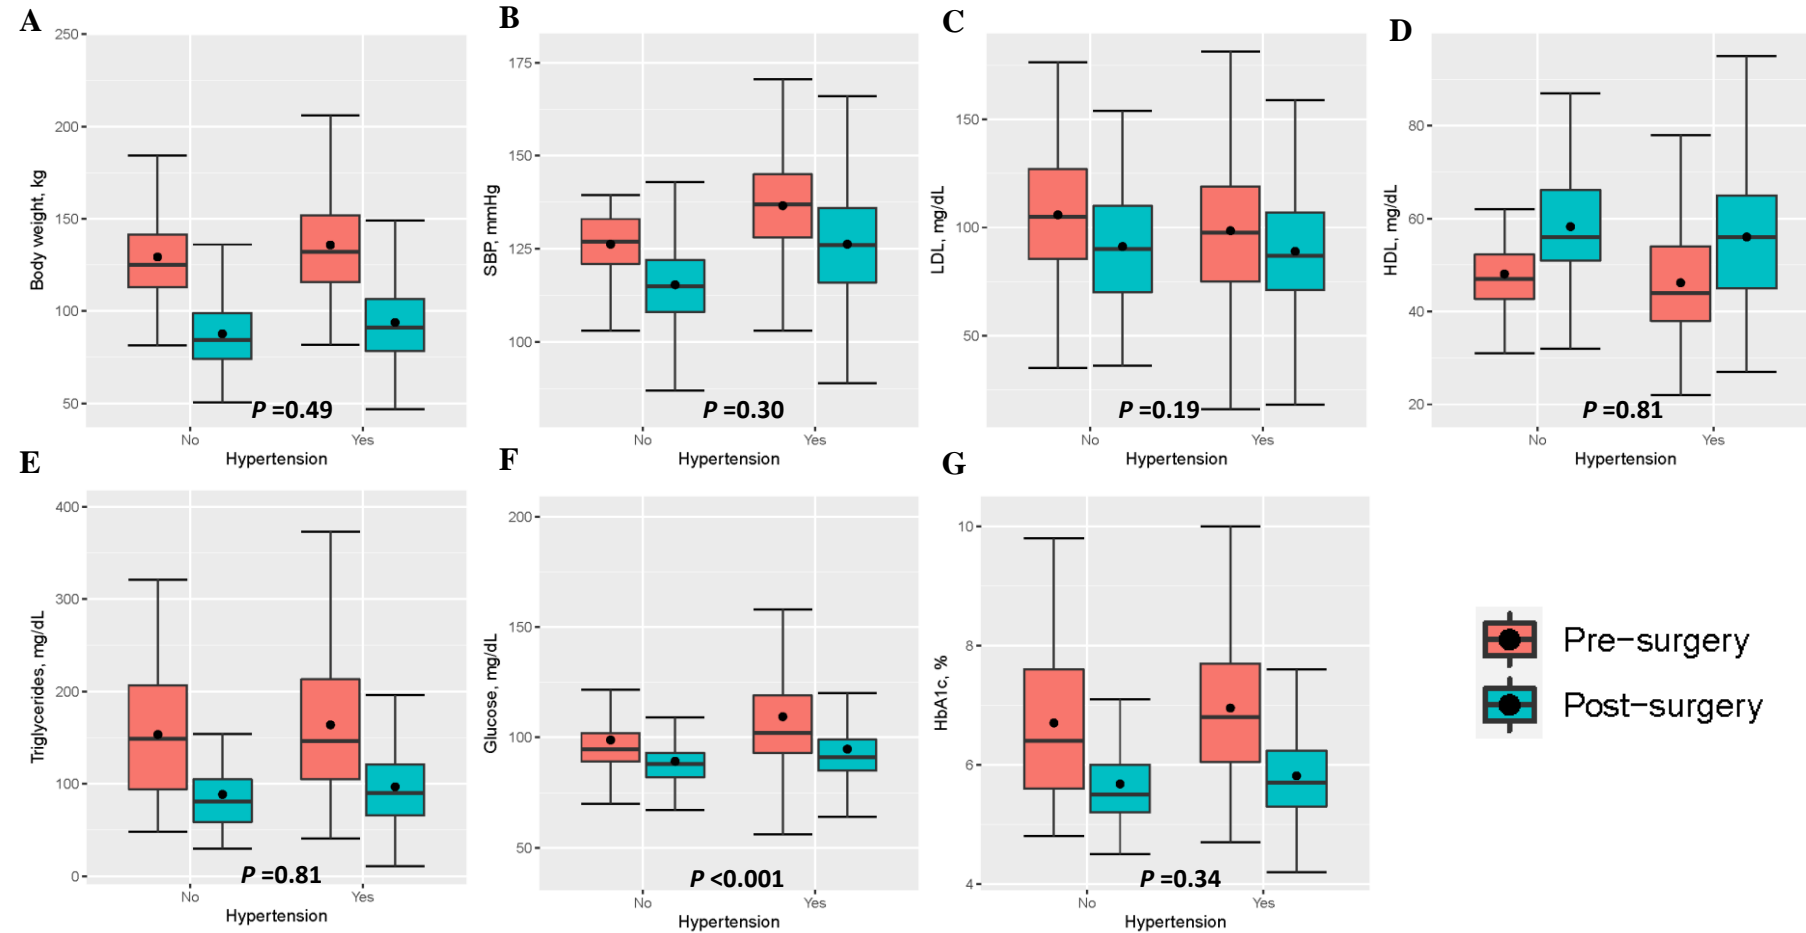 A
250
200
150
100
50
Body weight, kg
P =0.49
No
Yes
Hypertension
B
175
150
125
100
SBP, mmHg
P =0.30
No
Yes
Hypertension
C
150
100
50
LDL, mg/dL
P =0.19
No
Yes
Hypertension
D
80
60
40
20
HDL, mg/dL
P =0.81
No
Yes
Hypertension
E
400
300
200
100
0
Triglycerides, mg/dL
P =0.81
No
Yes
Hypertension
F
200
150
100
50
Glucose, mg/dL
P <0.001
No
Yes
Hypertension
G
10
8
6
4
HbA1c, %
P =0.34
No
Yes
Hypertension
Pre-surgery
Post-surgery